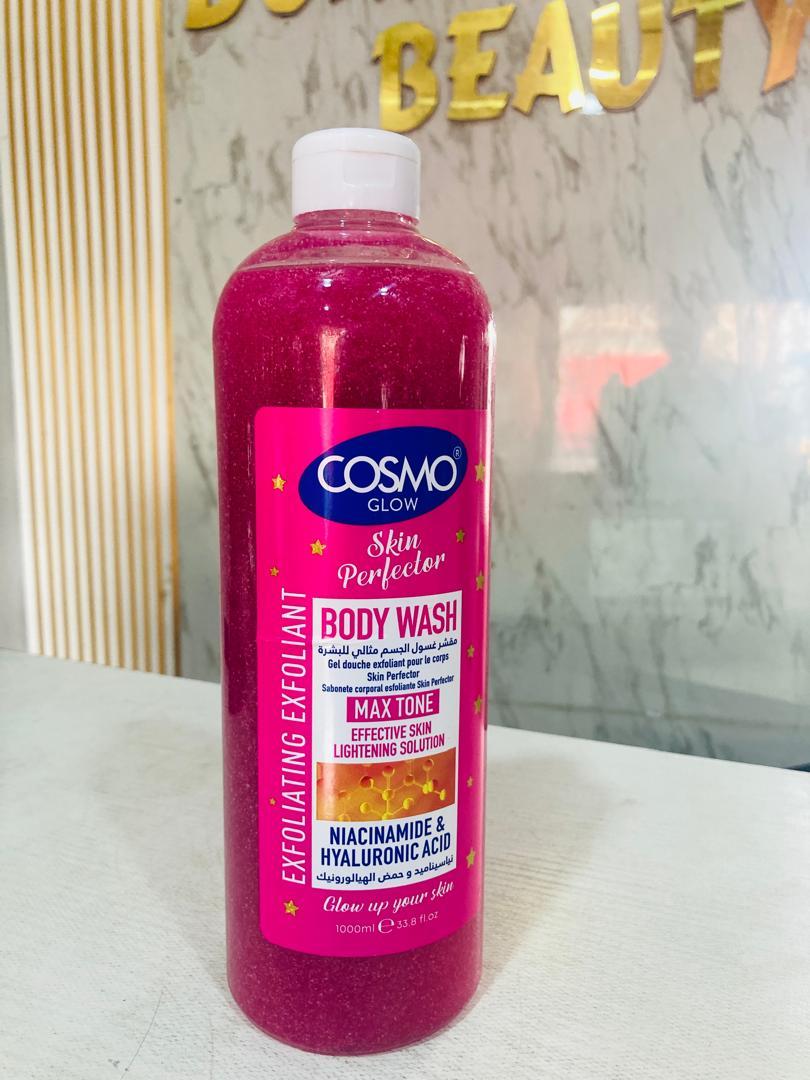 BEAUTY
COSMO®
GLOW
Skin
Perfector
BODY WASH
مقشر غسول الجسم مثالي للبشرة
Gel douche exfoliant pour le corps
Skin Perfector
Sabonete corporal esfoliante Skin Perfector
MAX TONE
EFFECTIVE SKIN
LIGHTENING SOLUTION
NIACINAMIDE &
HYALURONIC ACID
نياسيناميد و حمض الهيالورونيك
Glow up your skin
1000ml ℮ 33.8 fl.oz
EXFOLIATING EXFOLIANT